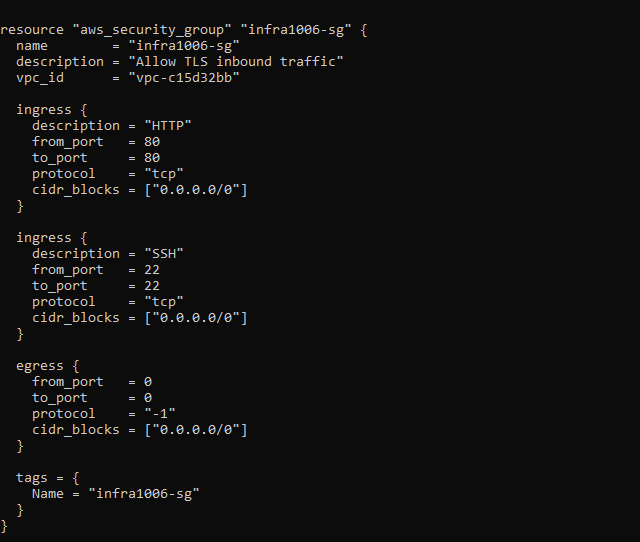 resource "aws_security_group" "infra1006-sg" {
  name        = "infra1006-sg"
  description = "Allow TLS inbound traffic"
  vpc_id      = "vpc-c15d32bb"

  ingress {
    description = "HTTP"
    from_port   = 80
    to_port     = 80
    protocol    = "tcp"
    cidr_blocks = ["0.0.0.0/0"]
  }

  ingress {
    description = "SSH"
    from_port   = 22
    to_port     = 22
    protocol    = "tcp"
    cidr_blocks = ["0.0.0.0/0"]
  }

  egress {
    from_port   = 0
    to_port     = 0
    protocol    = "-1"
    cidr_blocks = ["0.0.0.0/0"]
  }

  tags = {
    Name = "infra1006-sg"
  }
}